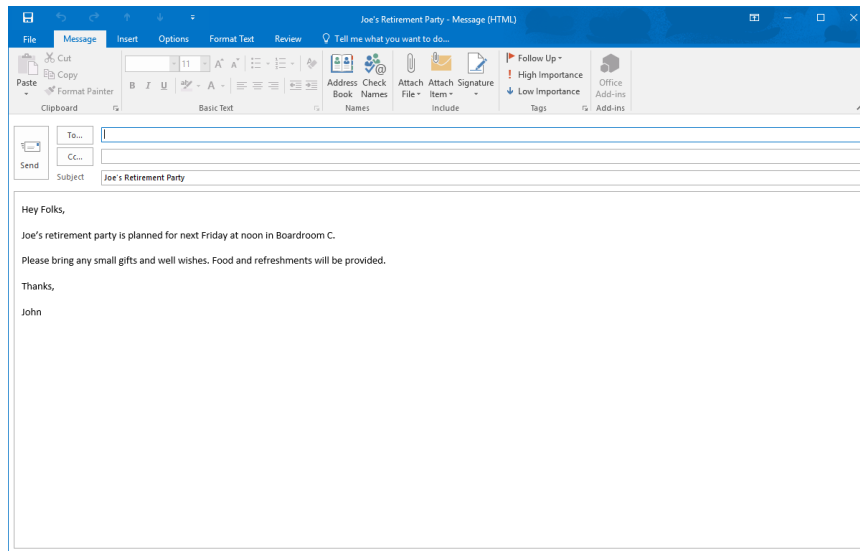 Joe's Retirement Party - Message (HTML)
File Message Insert Options Format Text Review Tell me what you want to do...
Paste
Cut
Copy
Format Painter
Clipboard
11
A A
B I U
ab
A
Basic Text
Address Book
Check Names
Names
Attach File
Attach Item
Signature
Include
Follow Up
High Importance
Low Importance
Tags
Office Add-ins
Add-ins
Send
To...
Cc...
Subject Joe's Retirement Party
Hey Folks,
Joe's retirement party is planned for next Friday at noon in Boardroom C.
Please bring any small gifts and well wishes. Food and refreshments will be provided.
Thanks,
John